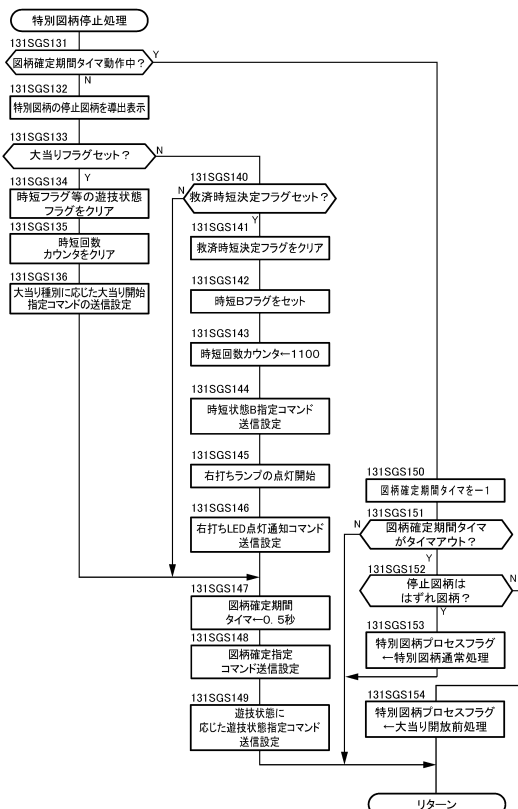 特別図柄停止処理
131SGS131
図柄確定期間タイマ動作中？
Y
N
131SGS132
特別図柄の停止図柄を導出表示
131SGS133
大当りフラグセット？
N
Y
131SGS134
時短フラグ等の遊技状態
フラグをクリア
131SGS135
時短回数
カウンタをクリア
131SGS136
大当り種別に応じた大当り開始
指定コマンドの送信設定
131SGS140
N
救済時短決定フラグセット？
Y
131SGS141
救済時短決定フラグをクリア
131SGS142
時短Bフラグをセット
131SGS143
時短回数カウンター←1100
131SGS144
時短状態B指定コマンド
送信設定
131SGS145
右打ちランプの点灯開始
131SGS146
右打ちLED点灯通知コマンド
送信設定
131SGS147
図柄確定期間
タイマ←0.5秒
131SGS148
図柄確定指定
コマンド送信設定
131SGS149
遊技状態に
応じた遊技状態指定コマンド
送信設定
131SGS150
図柄確定期間タイマをー1
131SGS151
N
図柄確定期間タイマ
がタイマアウト？
Y
131SGS152
停止図柄は
はずれ図柄？
N
Y
131SGS153
特別図柄プロセスフラグ
←特別図柄通常処理
131SGS154
特別図柄プロセスフラグ
←大当り開放前処理
リターン